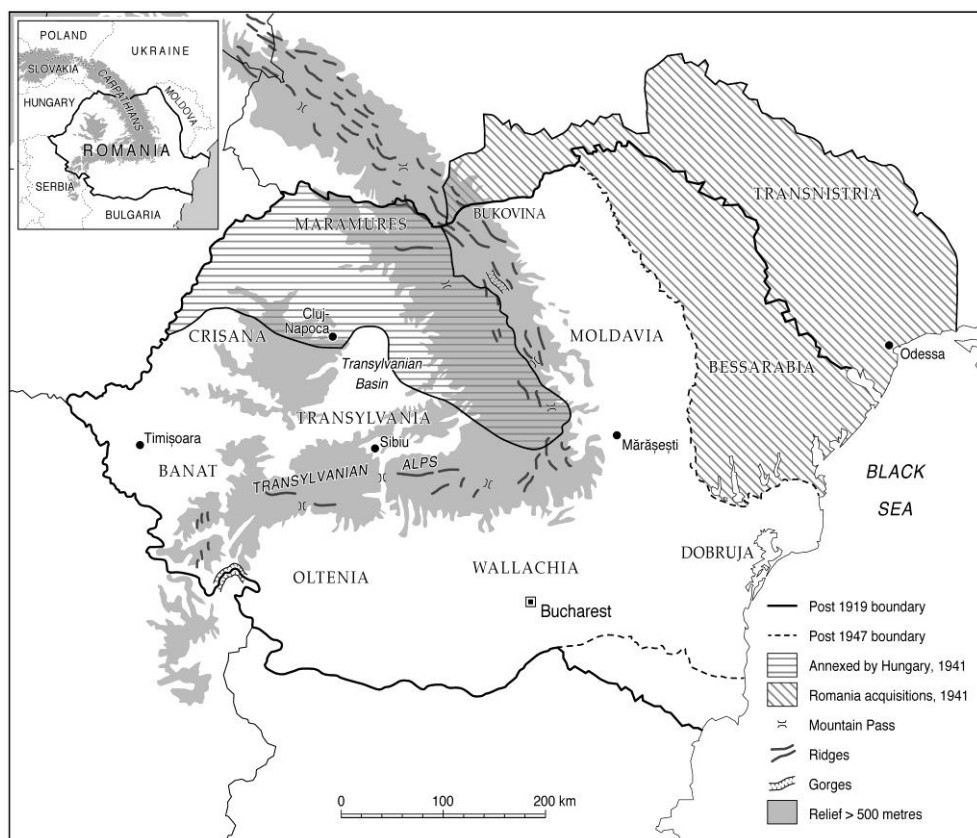 POLAND
UKRAINE
SLOVAKIA
CARPATHIANS
HUNGARY
MOLDOVA
ROMANIA
SERBIA
BULGARIA
TRANSNISTRIA
BUKOVINA
MARAMURES
Cluj-
Napoca
CRISANA
MOLDAVIA
Odessa
BESSARABIA
Transylvanian
Basin
TRANSYLVANIA
Timișoara
Sibiu
Mărășești
BANAT
TRANSYLVANIAN ALPS
BLACK
SEA
DOBRUJA
OLTENIA
WALLACHIA
Bucharest
Post 1919 boundary
Post 1947 boundary
Annexed by Hungary, 1941
Romania acquisitions, 1941
Mountain Pass
Ridges
Gorges
Relief > 500 metres
0 100 200 km